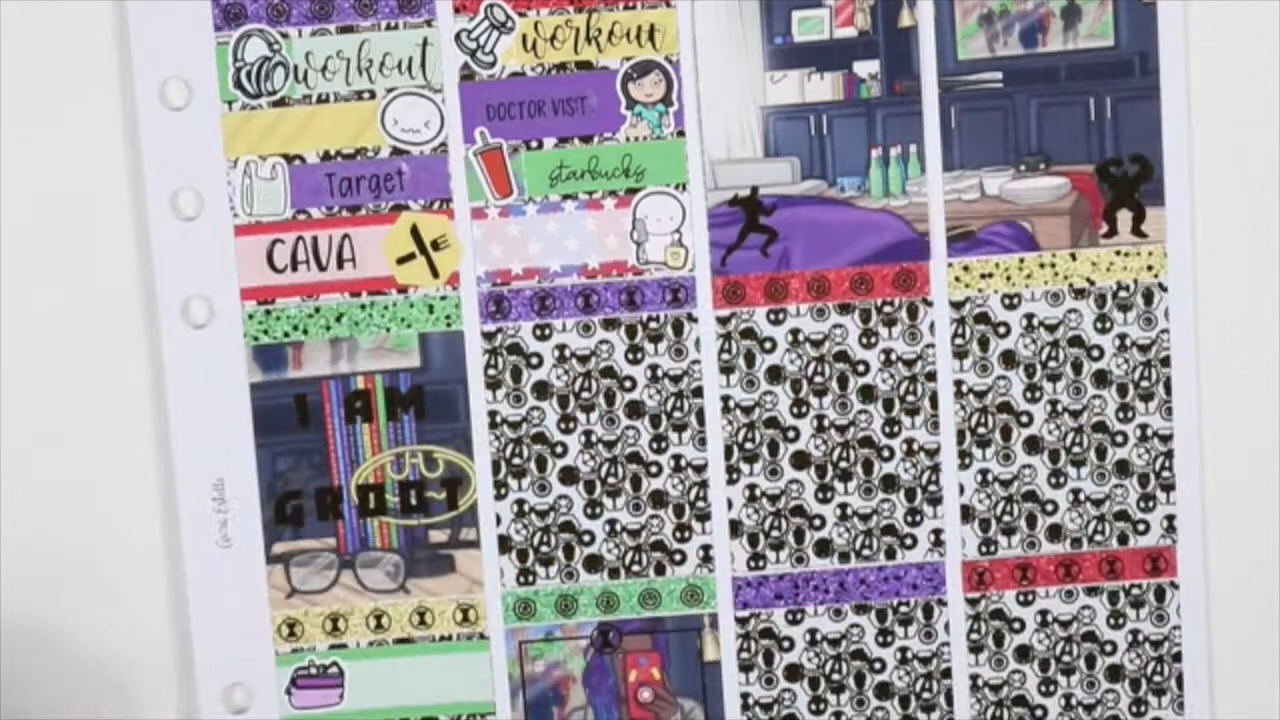 workout
Target
CAVA
I AM
GROOT
workout
DOCTOR VISIT
starbucks